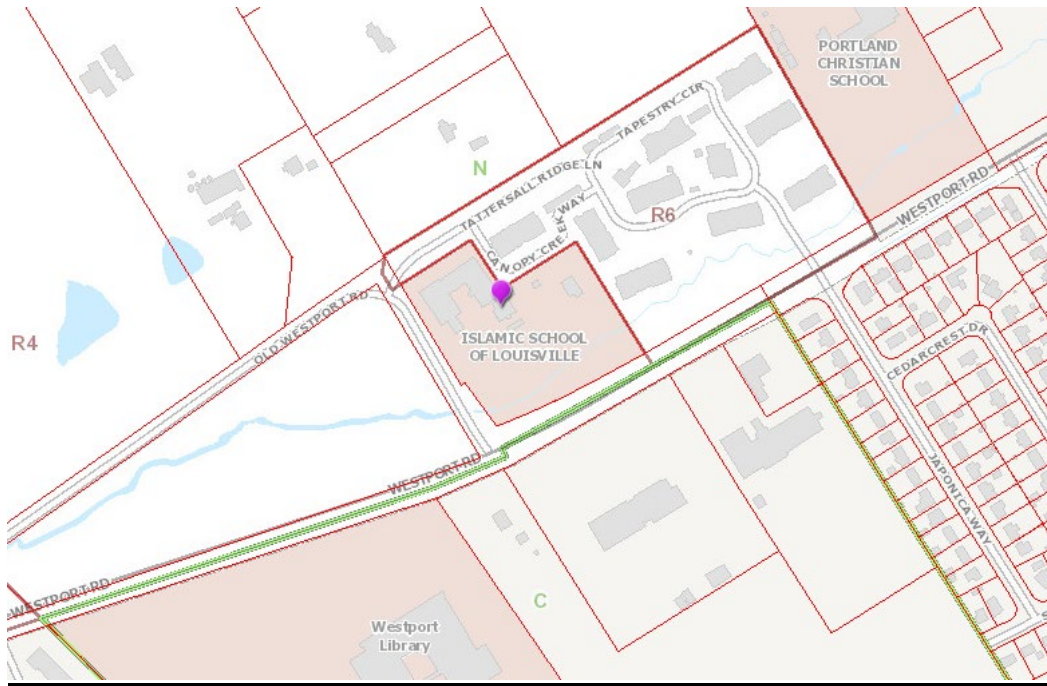 PORTLAND
CHRISTIAN
SCHOOL
TAPESTRY CIR
N
TATTERSALL RIDGE LN
WESTPORT RD
CANOPY CREEK WAY
R6
OLD WESTPORT RD
ISLAMIC SCHOOL
OF LOUISVILLE
R4
CEDARCREST DR
WESTPORT RD
JAPONICA WAY
WESTPORT RD
C
S
Westport
Library